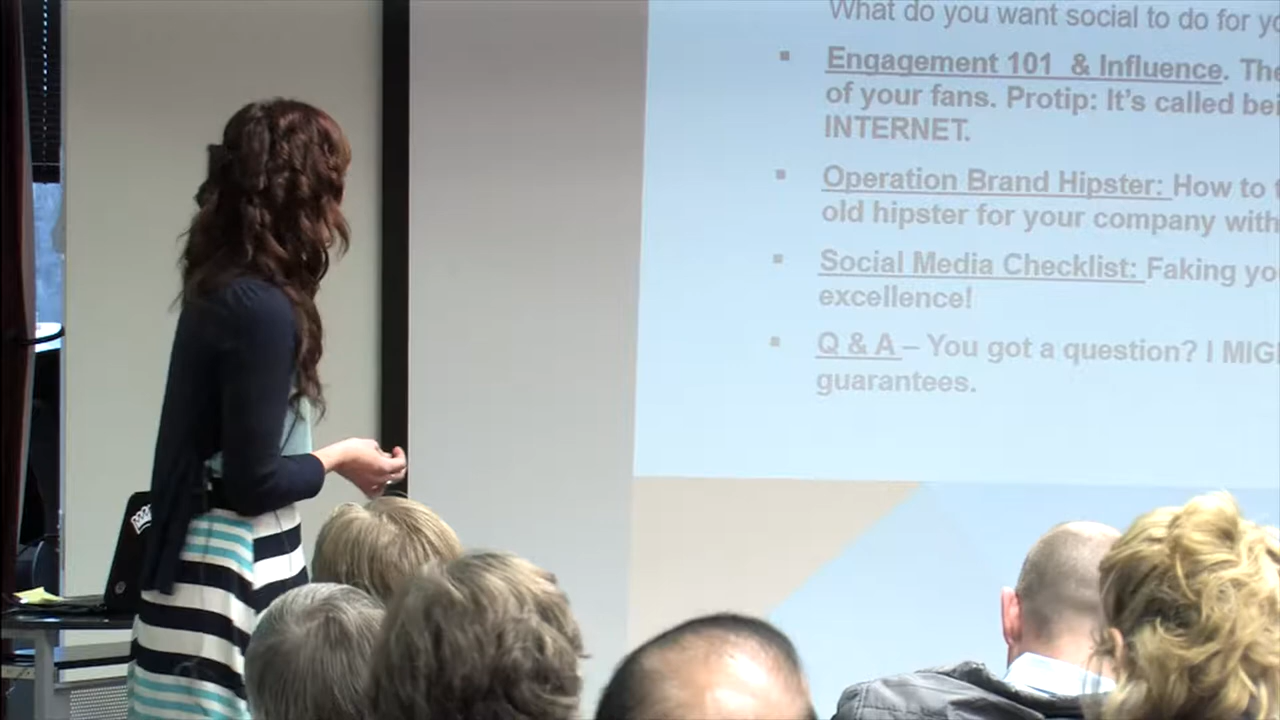 What do you want social to do for yo
Engagement 101 & Influence. The
of your fans. Protip: It's called bei
INTERNET.
Operation Brand Hipster: How to
old hipster for your company with
Social Media Checklist: Faking yo
excellence!
Q & A – You got a question? I MIG
guarantees.